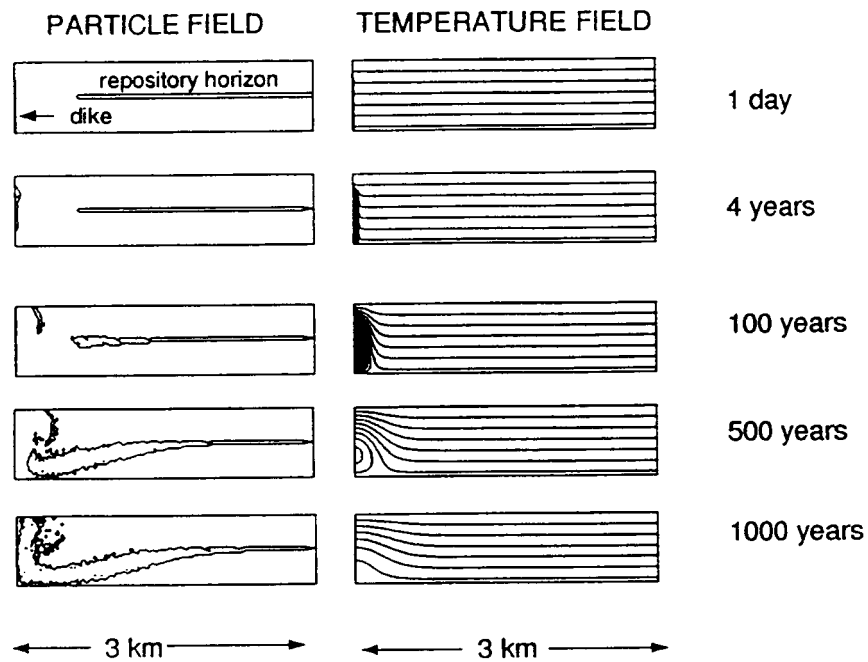 PARTICLE FIELD
TEMPERATURE FIELD
repository horizon
dike
1 day
4 years
100 years
500 years
1000 years
3 km
3 km